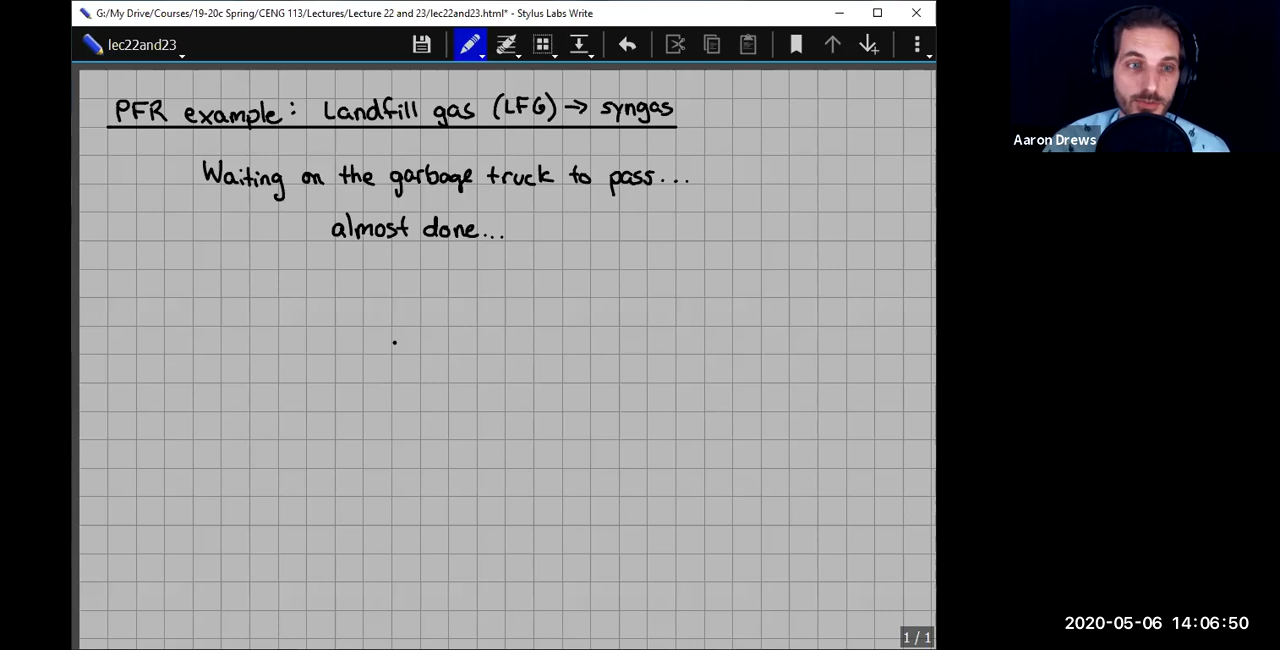 G:/My Drive/Courses/19-20c Spring/CENG 113/Lectures/Lecture 22 and 23/lec22and23.html* - Stylus Labs Write
lec22and23
PFR example: Landfill gas (LFG) → syngas
Waiting on the garbage truck to pass...
almost done...
1 / 1
Aaron Drews
2020-05-06 14:06:50